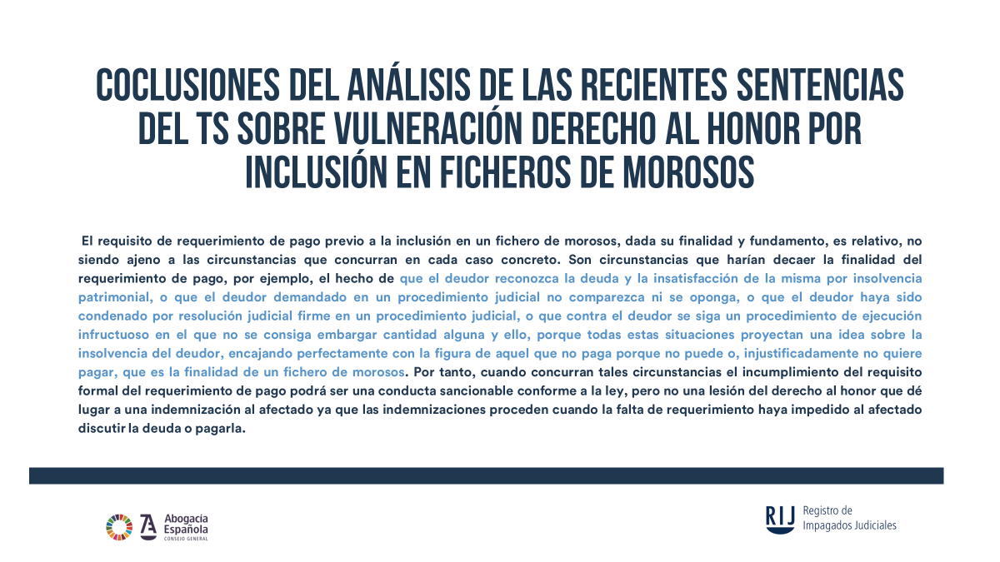 COCLUSIONES DEL ANÁLISIS DE LAS RECIENTES SENTENCIAS
DEL TS SOBRE VULNERACIÓN DERECHO AL HONOR POR
INCLUSIÓN EN FICHEROS DE MOROSOS
El requisito de requerimiento de pago previo a la inclusión en un fichero de morosos, dada su finalidad y fundamento, es relativo, no
siendo ajeno a las circunstancias que concurran en cada caso concreto. Son circunstancias que harían decaer la finalidad del
requerimiento de pago, por ejemplo, el hecho de que el deudor reconozca la deuda y la insatisfacción de la misma por insolvencia
patrimonial, o que el deudor demandado en un procedimiento judicial no comparezca ni se oponga, o que el deudor haya sido
condenado por resolución judicial firme en un procedimiento judicial, o que contra el deudor se siga un procedimiento de ejecución
infructuoso en el que no se consiga embargar cantidad alguna y ello, porque todas estas situaciones proyectan una idea sobre la
insolvencia del deudor, encajando perfectamente con la figura de aquel que no paga porque no puede o, injustificadamente no quiere
pagar, que es la finalidad de un fichero de morosos. Por tanto, cuando concurran tales circunstancias el incumplimiento del requisito
formal del requerimiento de pago podrá ser una conducta sancionable conforme a la ley, pero no una lesión del derecho al honor que dé
lugar a una indemnización al afectado ya que las indemnizaciones proceden cuando la falta de requerimiento haya impedido al afectado
discutir la deuda o pagarla.
Abogacía
Española
CONSEJO GENERAL
RIJ
Registro de
Impagados Judiciales